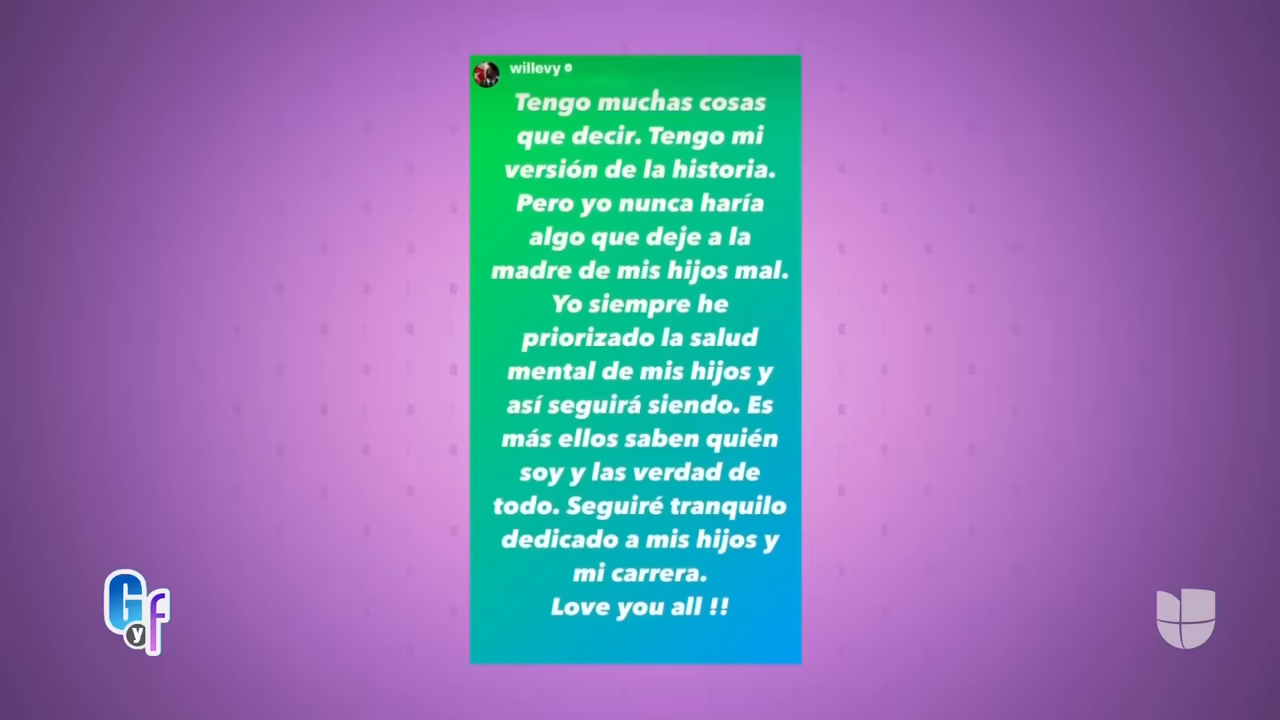 willevy
Tengo muchas cosas
que decir. Tengo mi
versión de la historia.
Pero yo nunca haría
algo que deje a la
madre de mis hijos mal.
Yo siempre he
priorizado la salud
mental de mis hijos y
así seguirá siendo. Es
más ellos saben quién
soy y las verdad de
todo. Seguiré tranquilo
dedicado a mis hijos y
mi carrera.
Love you all !!
G y f